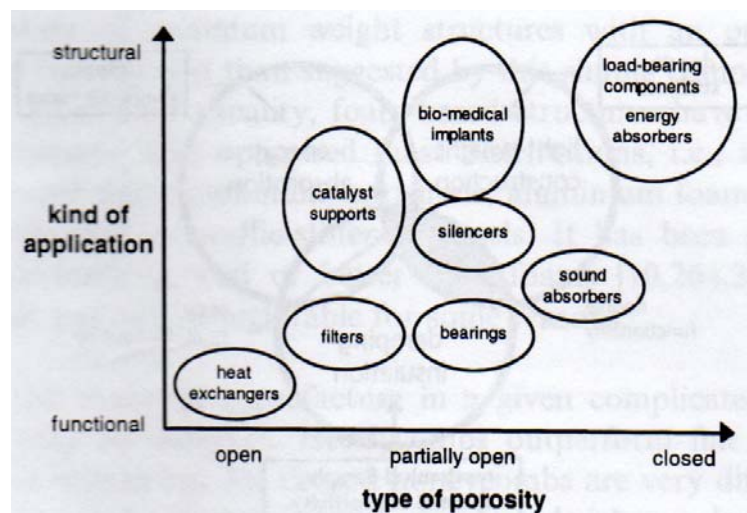 structural
load-bearing
components
energy
absorbers
bio-medical
implants
catalyst
supports
kind of
application
silencers
sound
absorbers
filters
bearings
heat
exchangers
functional
open
partially open
closed
type of porosity